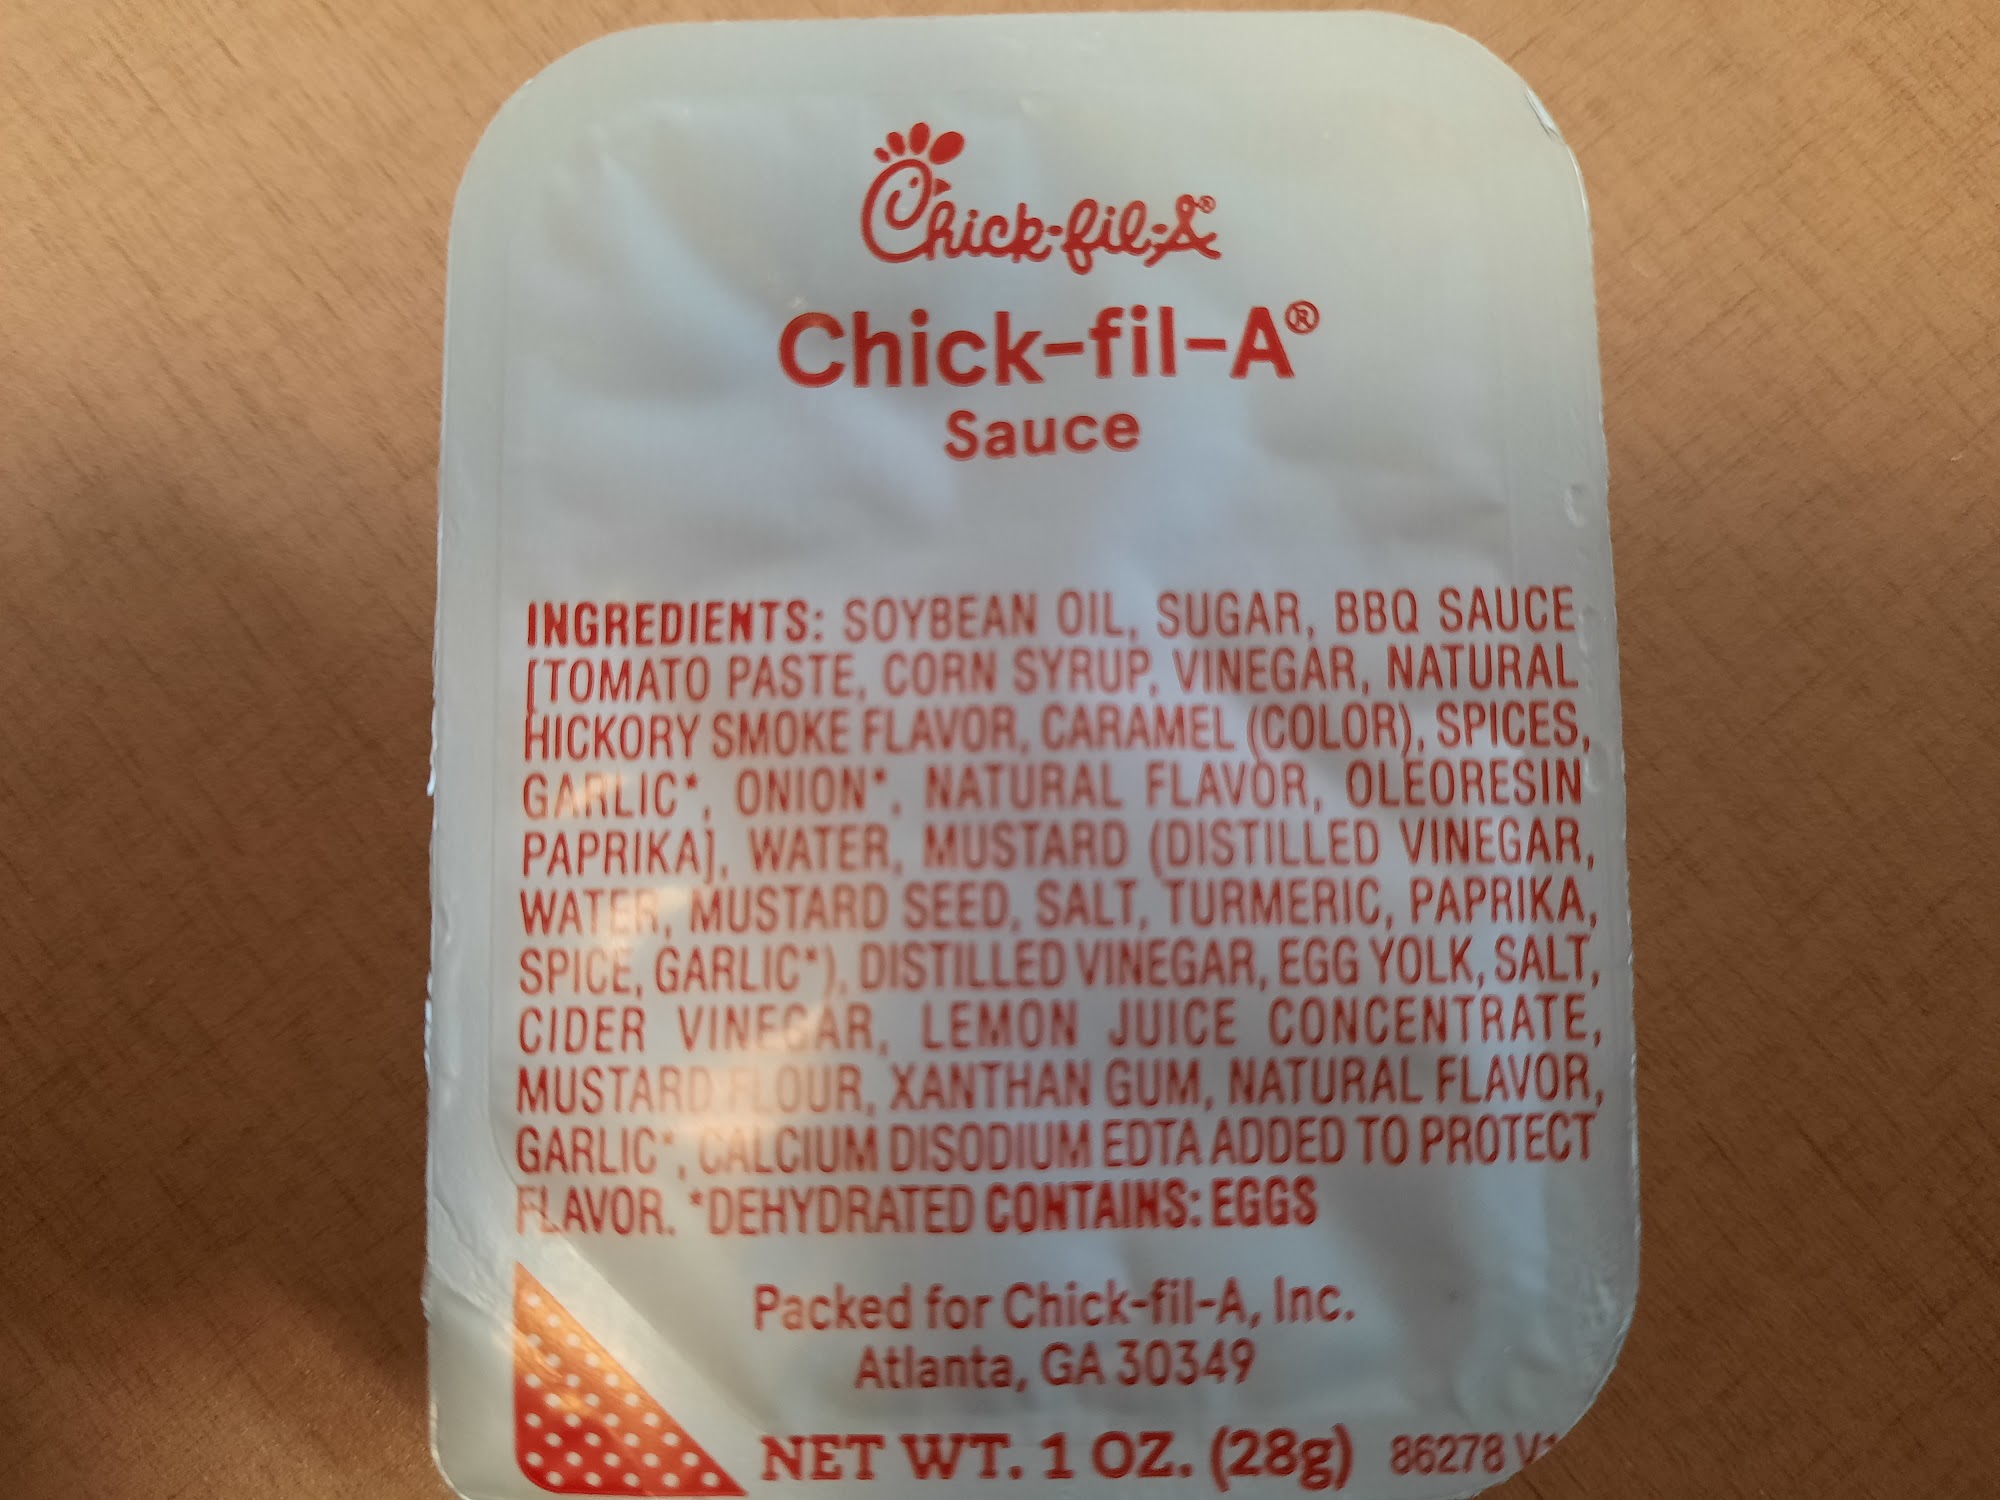 Chick-fil-A®
Chick-fil-A®
Sauce
INGREDIENTS: SOYBEAN OIL, SUGAR, BBQ SAUCE
[TOMATO PASTE, CORN SYRUP, VINEGAR, NATURAL
HICKORY SMOKE FLAVOR, CARAMEL (COLOR), SPICES,
GARLIC*, ONION*, NATURAL FLAVOR, OLEORESIN
PAPRIKA], WATER, MUSTARD (DISTILLED VINEGAR,
WATER, MUSTARD SEED, SALT, TURMERIC, PAPRIKA,
SPICE, GARLIC*), DISTILLED VINEGAR, EGG YOLK, SALT,
CIDER VINEGAR, LEMON JUICE CONCENTRATE,
MUSTARD FLOUR, XANTHAN GUM, NATURAL FLAVOR,
GARLIC*, CALCIUM DISODIUM EDTA ADDED TO PROTECT
FLAVOR. *DEHYDRATED CONTAINS: EGGS
Packed for Chick-fil-A, Inc.
Atlanta, GA 30349
NET WT. 1 OZ. (28g) 86278